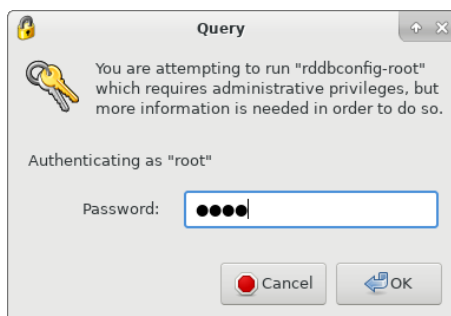 Query
You are attempting to run "rddbconfig-root"
which requires administrative privileges, but
more information is needed in order to do so.
Authenticating as "root"
Password: ●●●●
Cancel OK